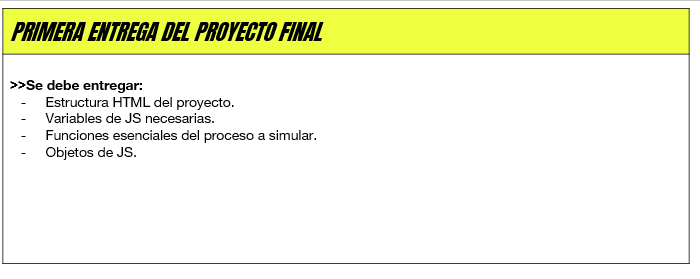 PRIMERA ENTREGA DEL PROYECTO FINAL
>>Se debe entregar:
- Estructura HTML del proyecto.
- Variables de JS necesarias.
- Funciones esenciales del proceso a simular.
- Objetos de JS.